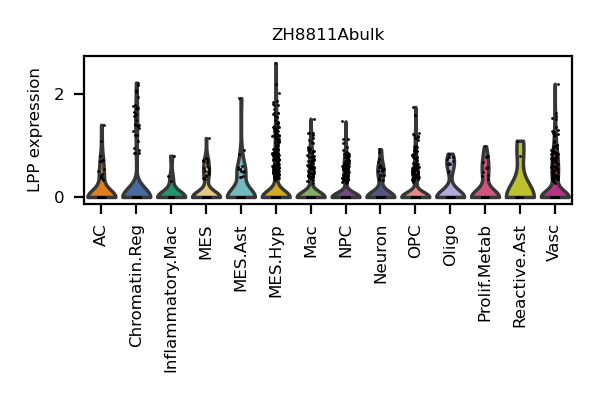 ZH8811Abulk
LPP expression
2
0
AC
Chromatin.Reg
Inflammatory.Mac
MES
MES.Ast
MES.Hyp
Mac
NPC
Neuron
OPC
Oligo
Prolif.Metab
Reactive.Ast
Vasc